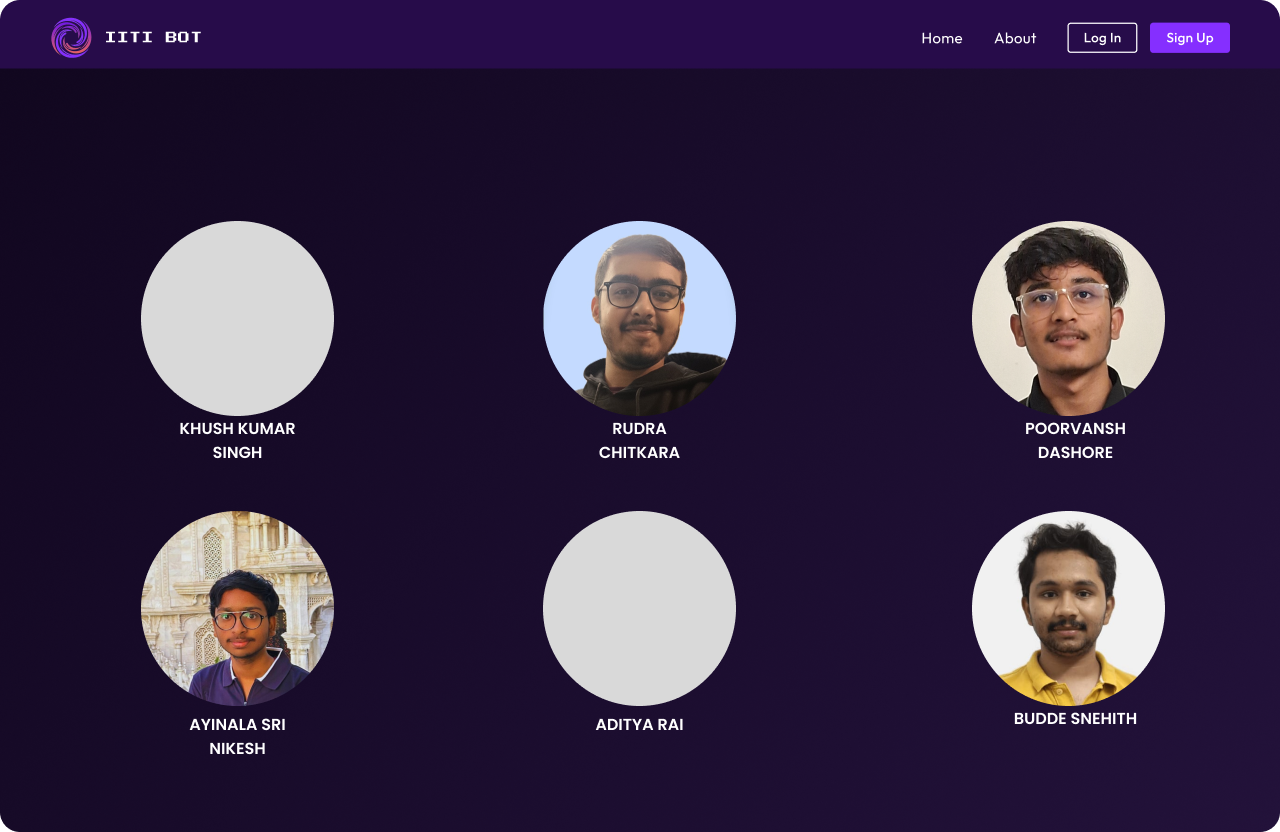 IITI BOT
Home
About
Log In
Sign Up
KHUSH KUMAR
SINGH
RUDRA
CHITKARA
POORVANSH
DASHORE
AYINALA SRI
NIKESH
ADITYA RAI
BUDDE SNEHITH